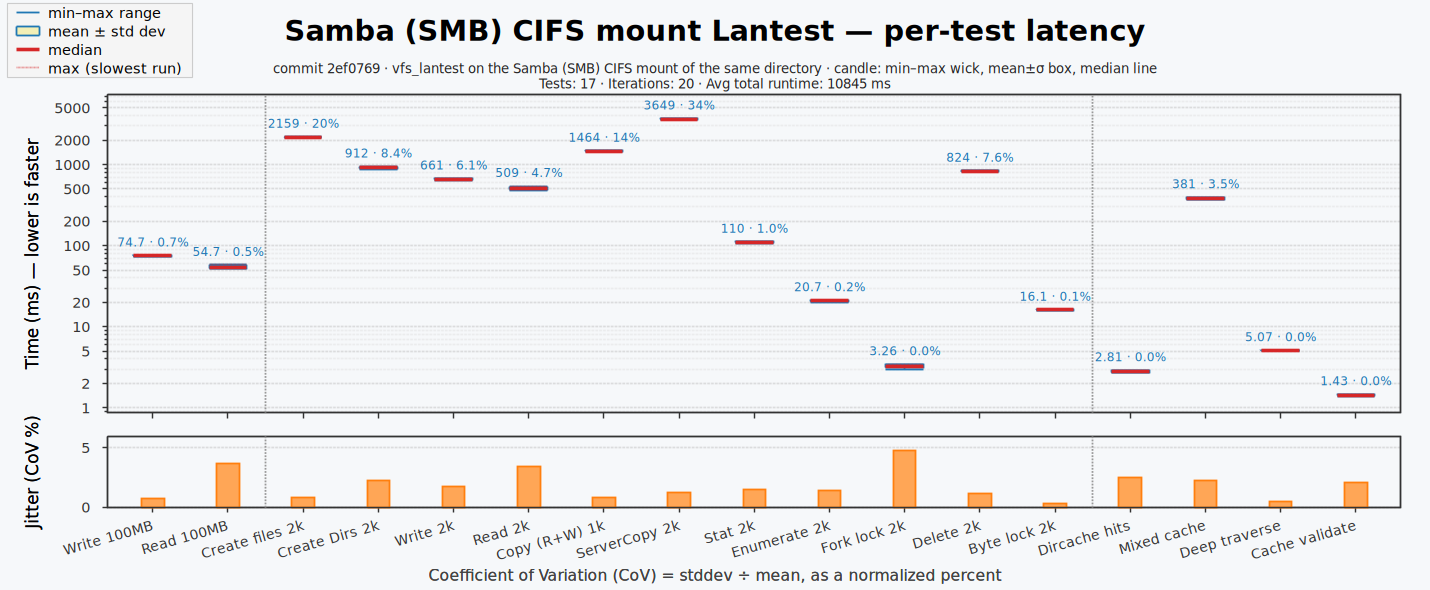 min–max range
mean ± std dev
median
max (slowest run)
Samba (SMB) CIFS mount Lantest — per-test latency
commit 2ef0769 · vfs_lantest on the Samba (SMB) CIFS mount of the same directory · candle: min–max wick, mean±σ box, median line
Tests: 17 · Iterations: 20 · Avg total runtime: 10845 ms
Time (ms) — lower is faster
5000
2000
1000
500
200
100
50
20
10
5
2
1
74.7 · 0.7%
54.7 · 0.5%
2159 · 20%
912 · 8.4%
661 · 6.1%
509 · 4.7%
1464 · 14%
3649 · 34%
110 · 1.0%
20.7 · 0.2%
3.26 · 0.0%
824 · 7.6%
16.1 · 0.1%
2.81 · 0.0%
381 · 3.5%
5.07 · 0.0%
1.43 · 0.0%
Jitter (CoV %)
5
0
Write 100MB
Read 100MB
Create files 2k
Create Dirs 2k
Write 2k
Read 2k
Copy (R+W) 1k
ServerCopy 2k
Stat 2k
Enumerate 2k
Fork lock 2k
Delete 2k
Byte lock 2k
Dircache hits
Mixed cache
Deep traverse
Cache validate
Coefficient of Variation (CoV) = stddev ÷ mean, as a normalized percent